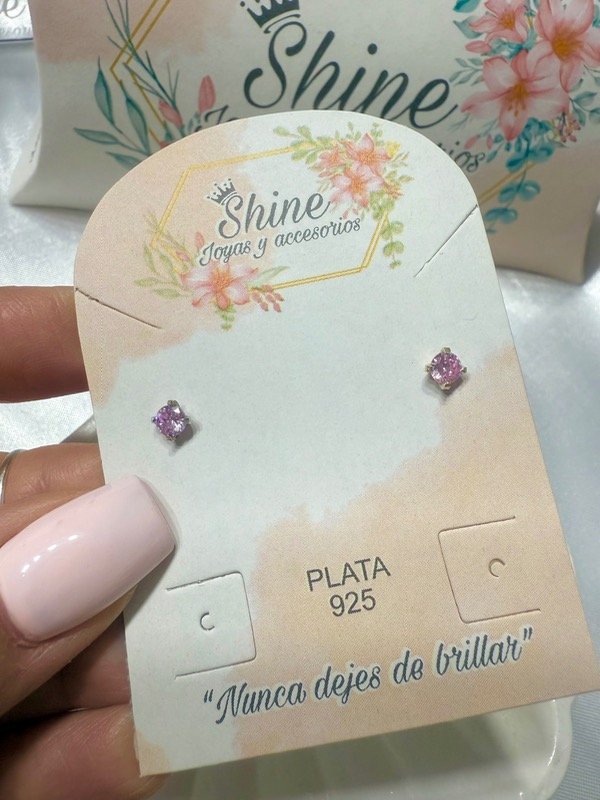 Shine
Shine
Joyas y accesorios
PLATA
925
“Nunca dejes de brillar”